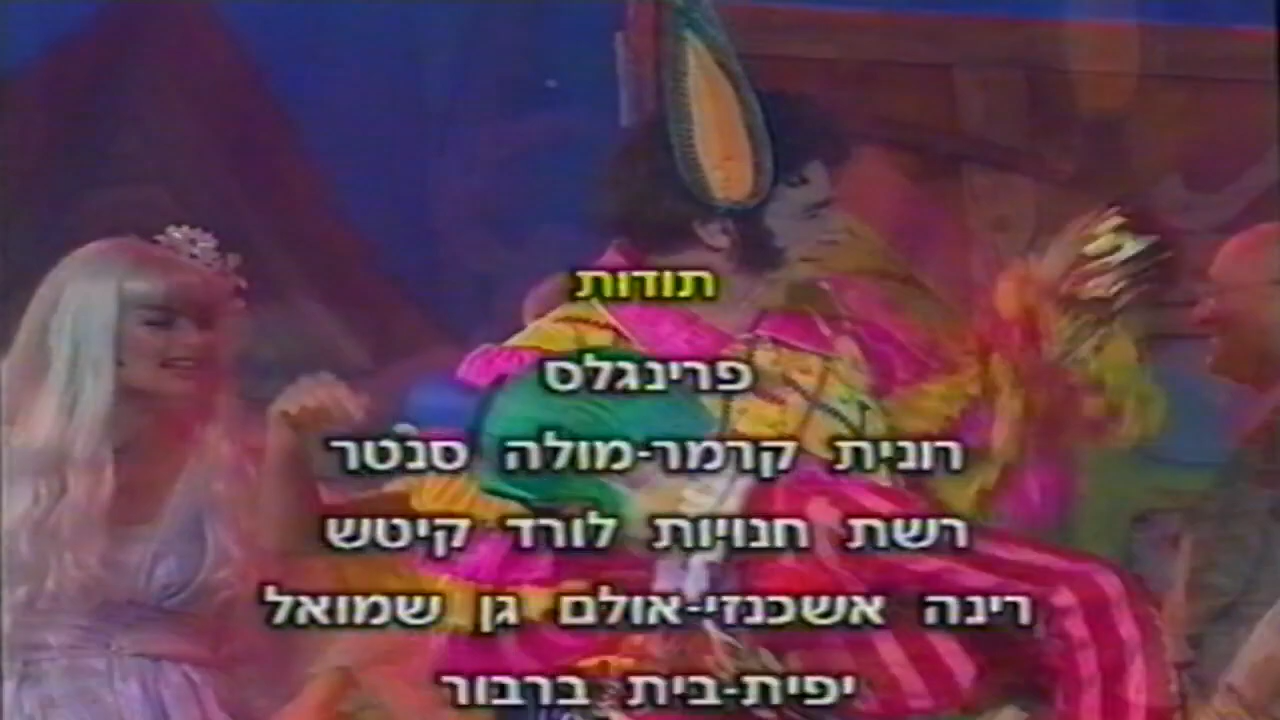 תודות
פרינגלס
רונית קרמר-מולה סנטר
רשת חנויות לורד קיטש
רינה אשכנזי-אולם גן שמואל
יפית-בית ברבור